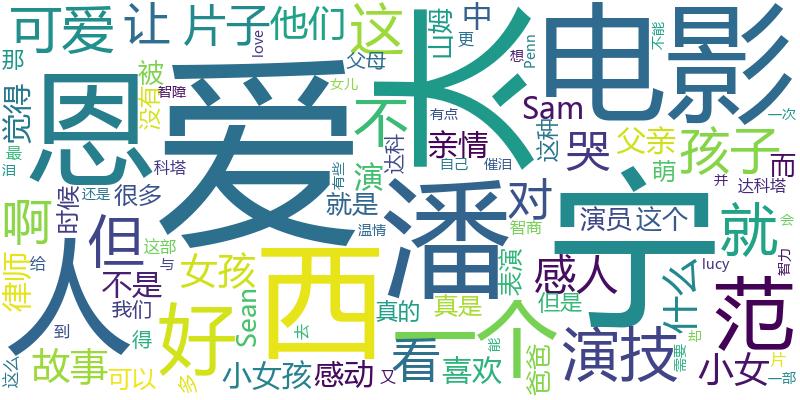 可爱
让
片子
他们
这
love
父母
中
山姆
更
想
Penn
不能
电影
那
觉得
没有
被
智障
恩
爱
女儿
不
长
有点
Sam
这种
哭
父亲
萌
孩子
一次
而
最
泪
科塔
还是
很多
演
有些
达科
亲情
自己
催泪
智商
并
达科塔
啊
时候
但
就是
潘
对
宁
演员
这个
就
会
律师
给
这部
与
不是
女孩
温情
西
表演
感人
什么
lucy
智力
范
人
我们
好
Sean
真的
真是
一个
但是
到
得
去
看
能
演技
需要
却
小女
片
这么
故事
可以
多
小女孩
感动
又
喜欢
爸爸
一部